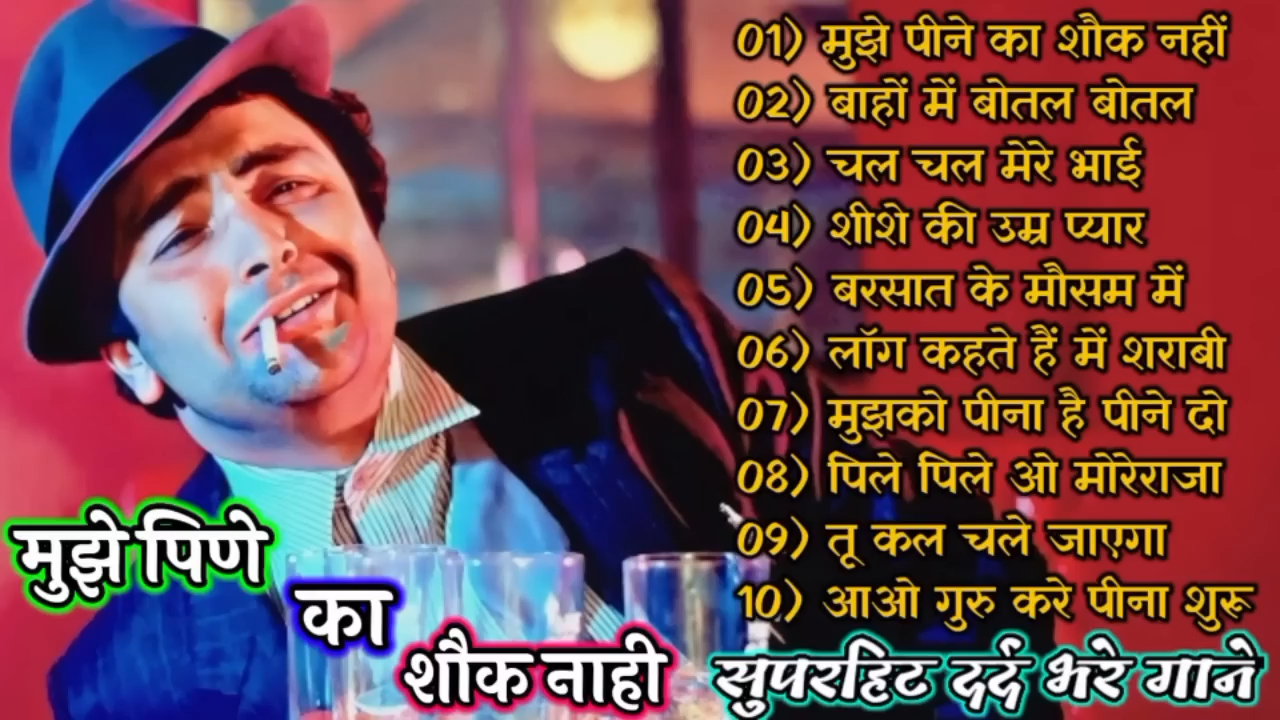 01) मुझे पीने का शौक नहीं
02) बाहों में बोतल बोतल
03) चल चल मेरे भाई
04) शीशे की उम्र प्यार
05) बरसात के मौसम में
06) लॉग कहते हैं में शराबी
07) मुझको पीना है पीने दो
08) पिले पिले ओ मोरेराजा
09) तू कल चले जाएगा
10) आओ गुरु करे पीना शुरू
मुझे पिणे
का
शौक नाही
सुपरहिट दर्द भरे गाने